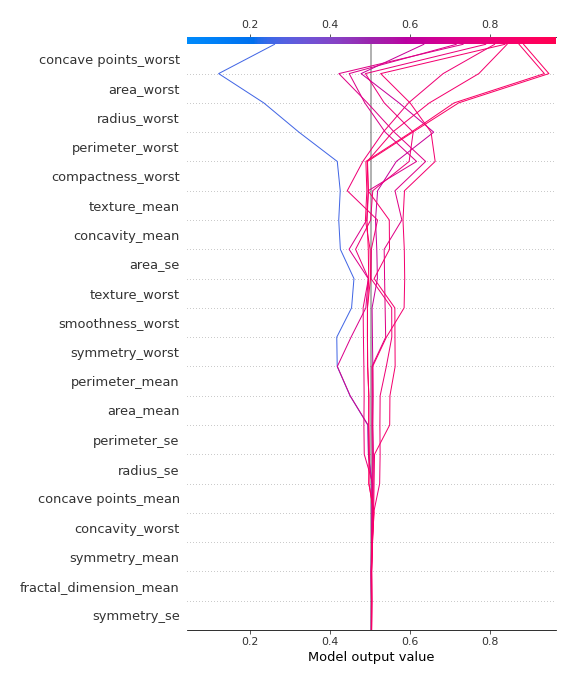 0.2 0.4 0.6 0.8
concave points_worst
area_worst
radius_worst
perimeter_worst
compactness_worst
texture_mean
concavity_mean
area_se
texture_worst
smoothness_worst
symmetry_worst
perimeter_mean
area_mean
perimeter_se
radius_se
concave points_mean
concavity_worst
symmetry_mean
fractal_dimension_mean
symmetry_se
0.2 0.4 0.6 0.8
Model output value